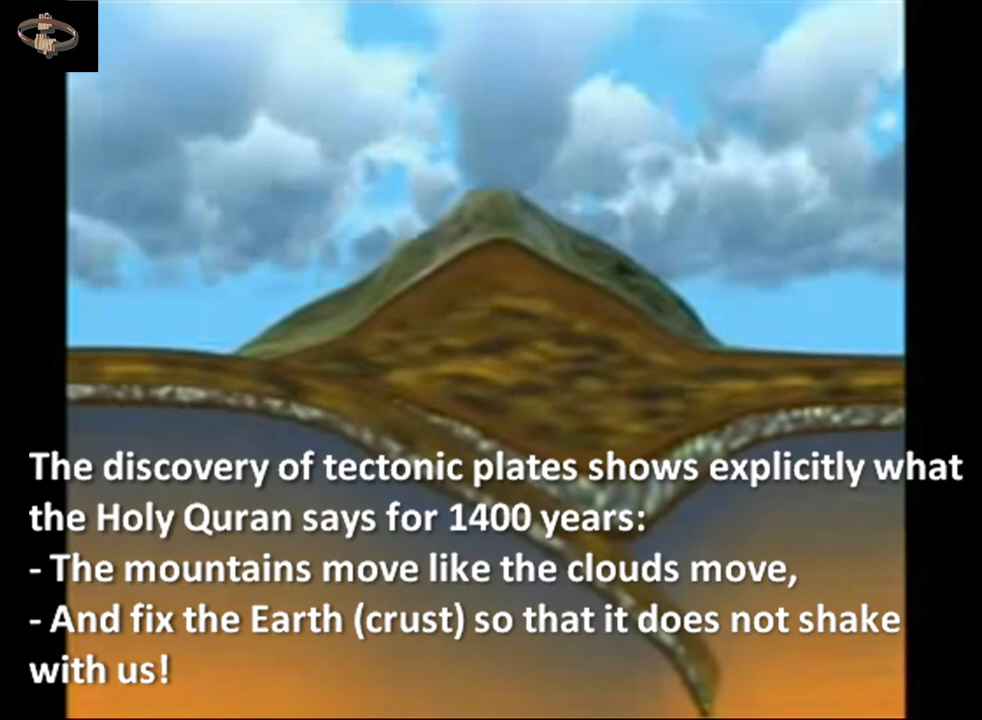 The discovery of tectonic plates shows explicitly what
the Holy Quran says for 1400 years:
- The mountains move like the clouds move,
- And fix the Earth (crust) so that it does not shake
with us!